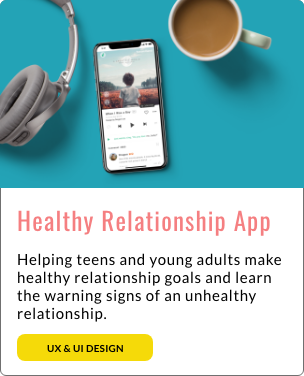 Healthy Relationship App
Helping teens and young adults make
healthy relationship goals and learn
the warning signs of an unhealthy
relationship.
UX & UI DESIGN